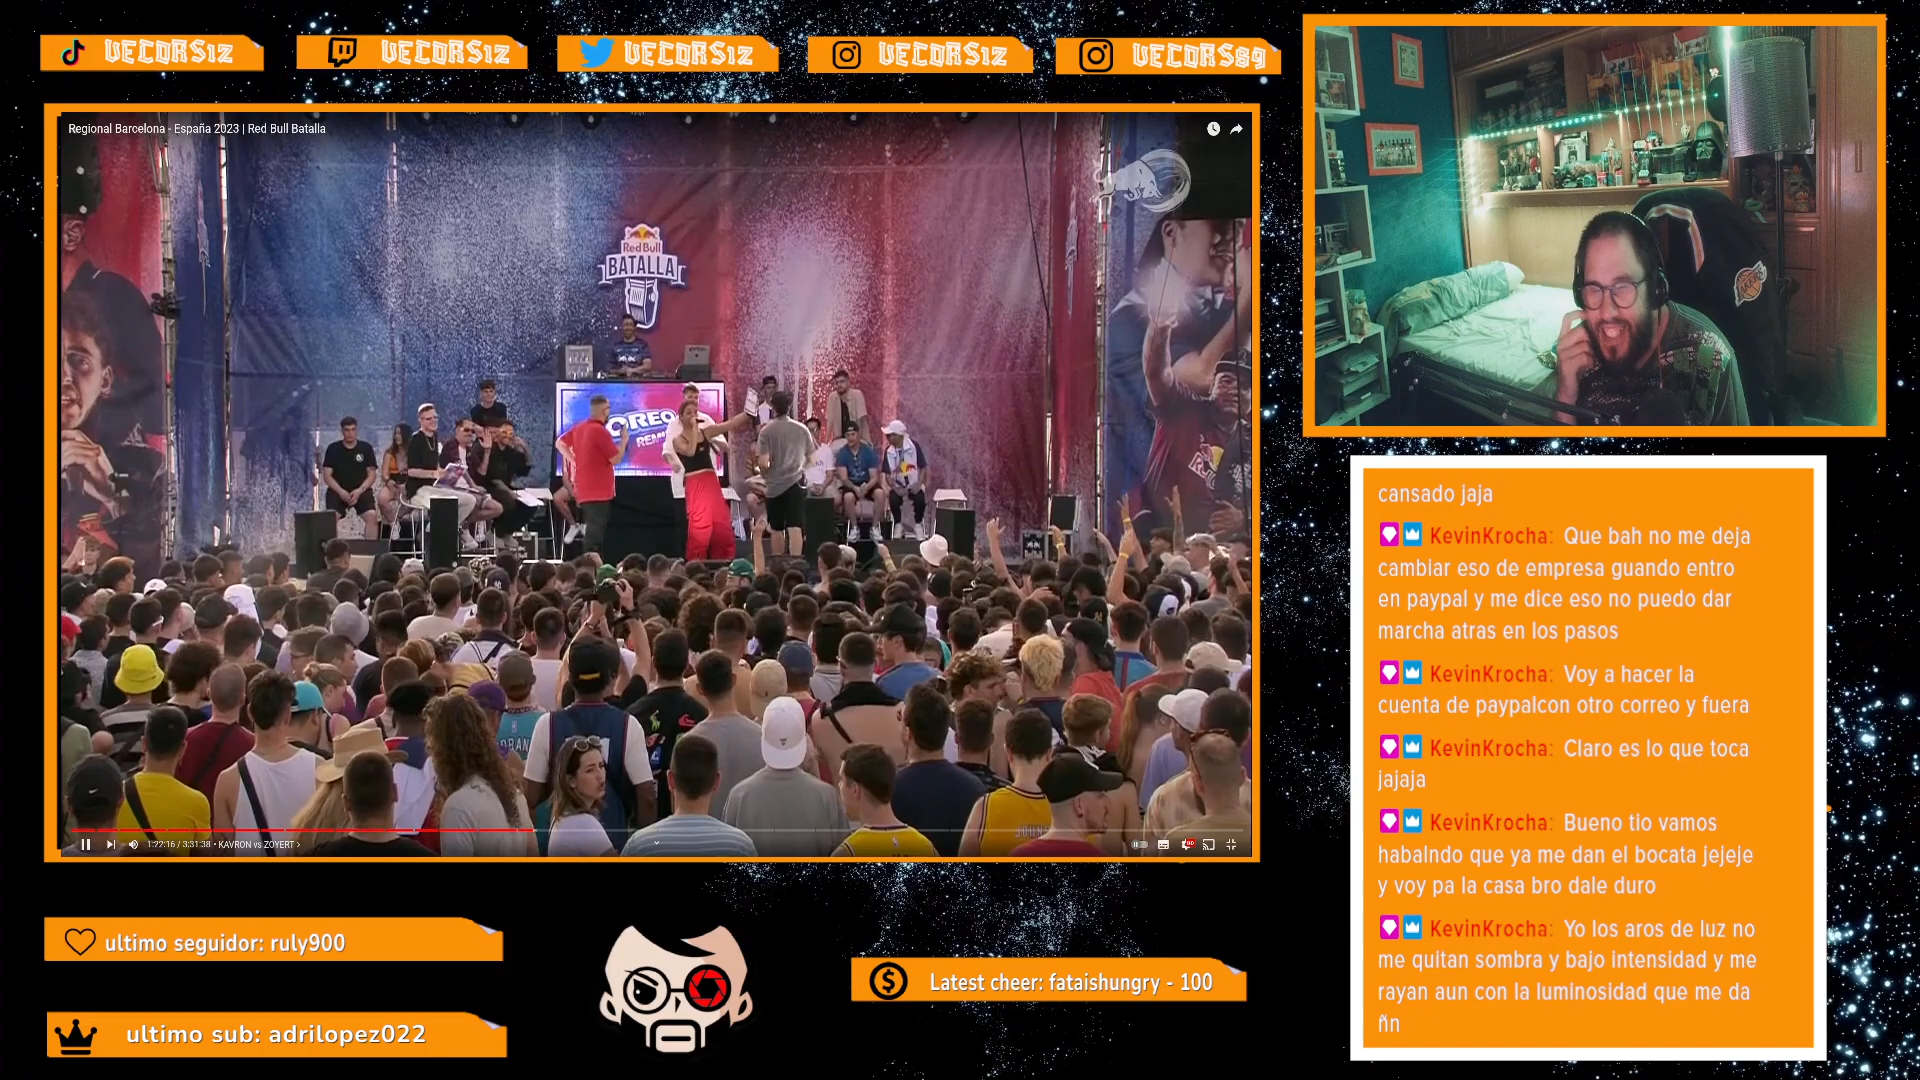 VECORS12
VECORS12
VECORS12
VECORS12
VECORS89
Regional Barcelona - España 2023 | Red Bull Batalla
Red Bull
BATALLA
OREO
1:22:16 / 3:31:38 • KAVRON vs ZOYERT >
HD
cansado jaja
KevinKrocha: Que bah no me deja
cambiar eso de empresa guando entro
en paypal y me dice eso no puedo dar
marcha atras en los pasos
KevinKrocha: Voy a hacer la
cuenta de paypalcon otro correo y fuera
KevinKrocha: Claro es lo que toca
jajaja
KevinKrocha: Bueno tio vamos
habalndo que ya me dan el bocata jejeje
y voy pa la casa bro dale duro
KevinKrocha: Yo los aros de luz no
me quitan sombra y bajo intensidad y me
rayan aun con la luminosidad que me da
ñn
ultimo seguidor: ruly900
Latest cheer: fataishungry - 100
ultimo sub: adrilopez022